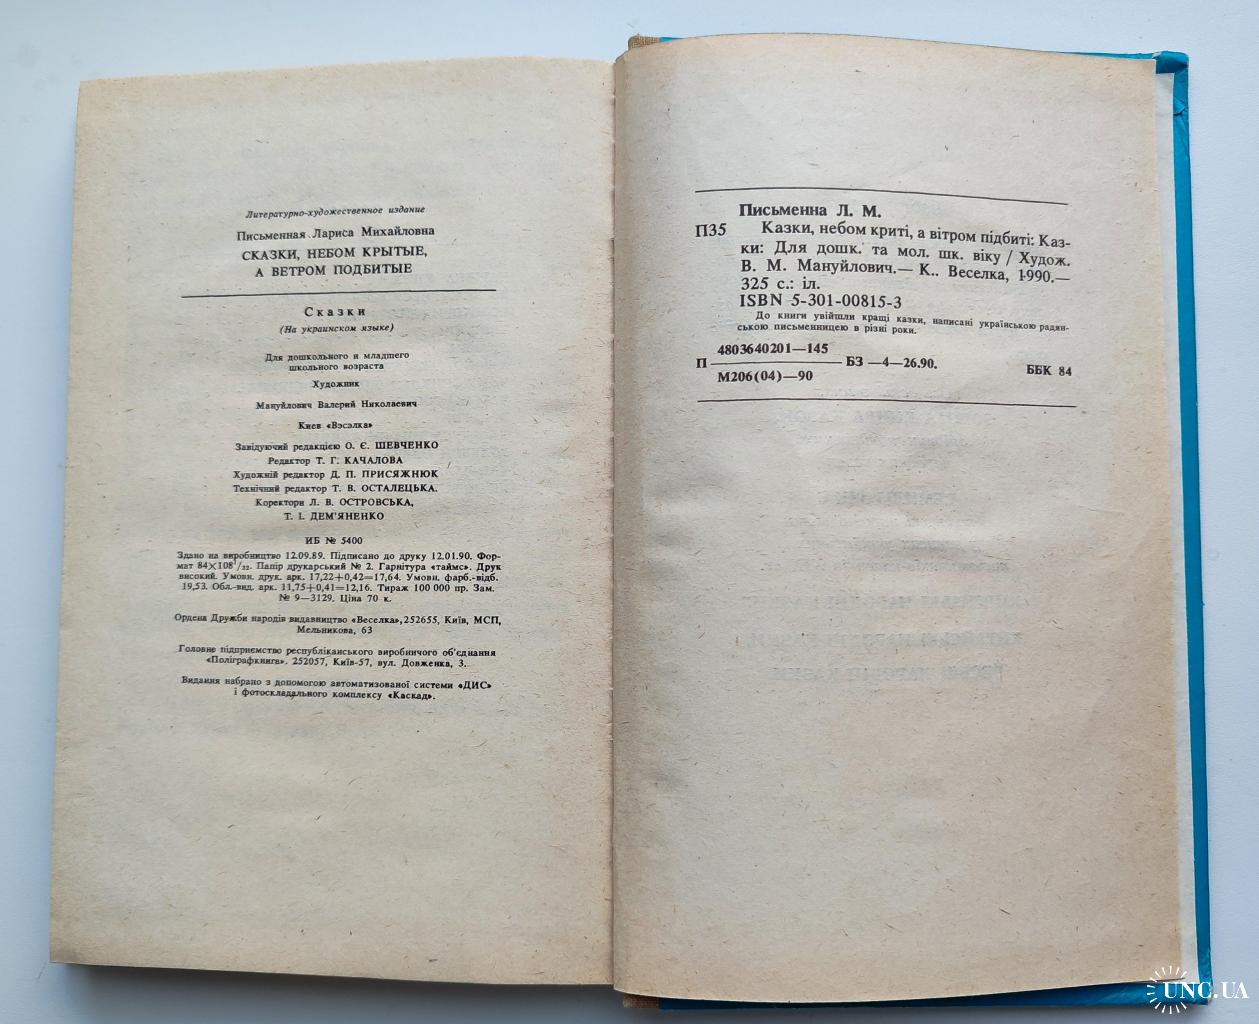 Литературно-художественное издание
Письменная Лариса Михайловна
СКАЗКИ, НЕБОМ КРЫТЫЕ,
А ВЕТРОМ ПОДБИТЫЕ
Сказки
(На украинском языке)
Для дошкольного и младшего
школьного возраста
Художник
Мануйлович Валерий Николаевич
Киев «Вэсэлка»
Завідуючий редакцією О. Є. ШЕВЧЕНКО
Редактор Т. Г. КАЧАЛОВА
Художній редактор Д. П. ПРИСЯЖНЮК
Технічний редактор Т. В. ОСТАЛЕЦЬКА.
Коректори Л. В. ОСТРОВСЬКА,
Т. І. ДЕМ'ЯНЕНКО
ИБ № 5400
Здано на виробництво 12.09.89. Підписано до друку 12.01.90. Фор-
мат 84×108¹/₃₂. Папір друкарський № 2. Гарнітура «таймс». Друк
високий. Умовн. друк. арк. 17,22+0,42=17,64. Умовн. фарб.-відб.
19,53. Обл.-вид. арк. 11,75+0,41=12,16. Тираж 100 000 пр. Зам.
№ 9—3129. Ціна 70 к.
Ордена Дружби народів видавництво «Веселка», 252655, Київ, МСП,
Мельникова, 63
Головне підприємство республіканського виробничого об'єднання
«Поліграфкнига». 252057, Київ-57, вул. Довженка, 3.
Видання набрано з допомогою автоматизованої системи «ДИС»
і фотоскладального комплексу «Каскад».
Письменна Л. М.
П35 Казки, небом криті, а вітром підбиті: Каз-
ки: Для дошк. та мол. шк. віку / Худож.
В. М. Мануйлович.— К.. Веселка, 1990.—
325 с.: іл.
ISBN 5-301-00815-3
До книги увійшли кращі казки, написані українською радян-
ською письменницею в різні роки.
4803640201—145
П БЗ —4—26.90.
М206(04)—90
ББК 84
UNC.UA